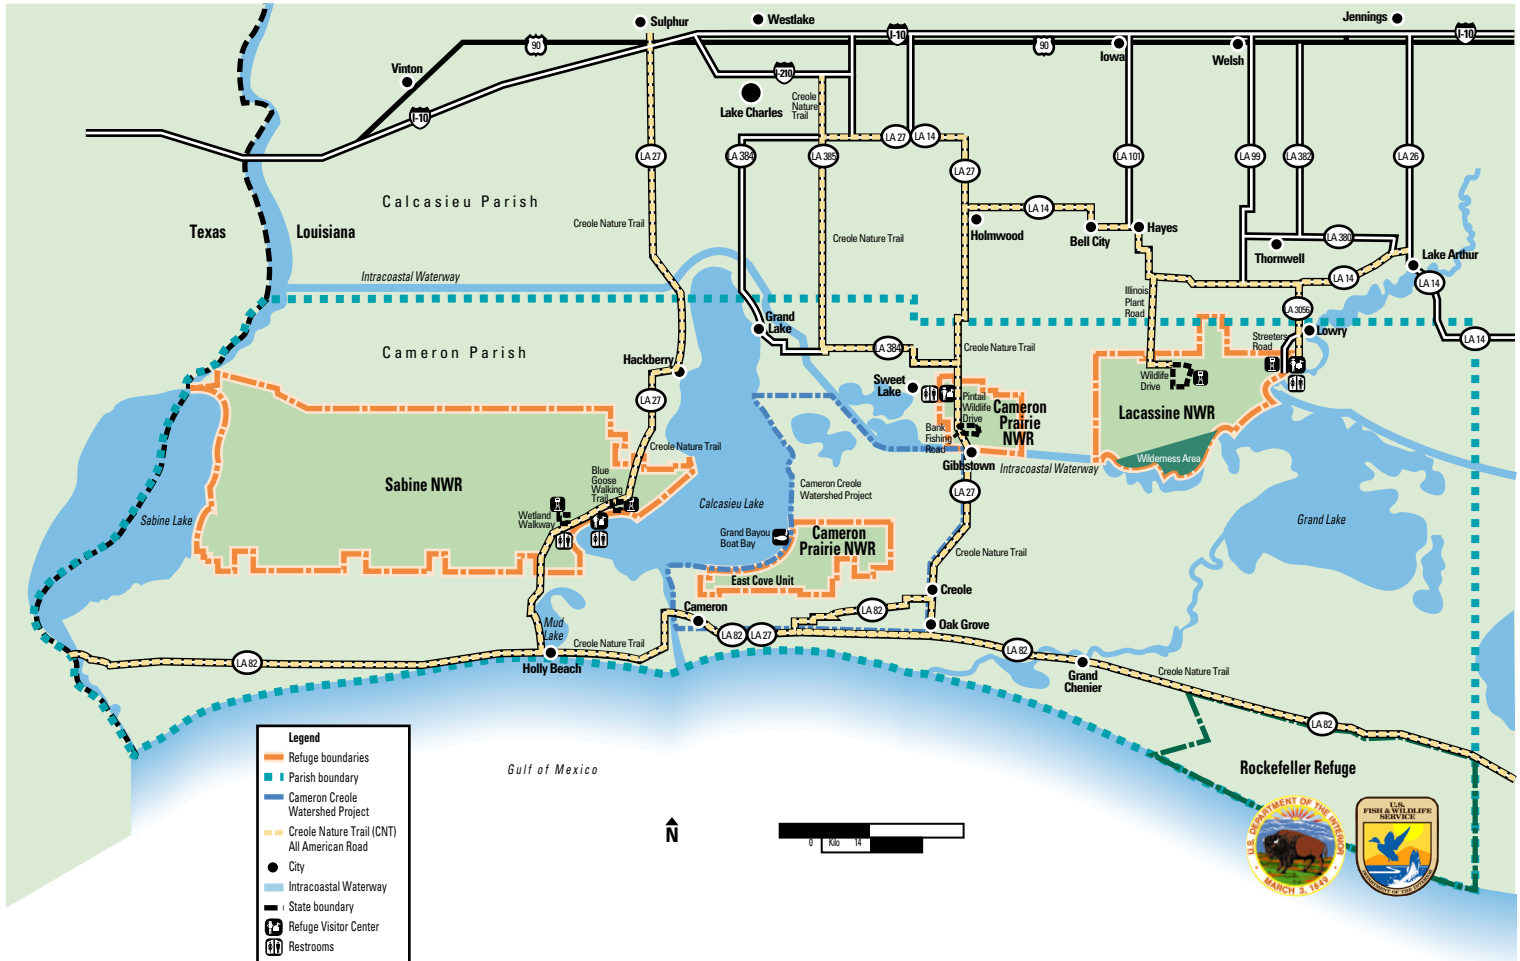 Sulphur
Westlake
Jennings
90
I-10
90
Iowa
Welsh
I-10
Vinton
I-210
Lake Charles
Creole
Nature
Trail
I-10
LA 27
LA 14
LA 27
LA 384
LA 385
LA 27
LA 101
LA 99
LA 382
LA 26
Calcasieu Parish
Texas
Louisiana
Creole Nature Trail
Creole Nature Trail
LA 14
Holmwood
Bell City
Hayes
LA 380
Thornwell
Lake Arthur
Intracoastal Waterway
LA 14
LA 14
Illinois
Plant
Road
LA 3056
Lowry
Grand
Lake
Streeters
Road
LA 14
Cameron Parish
Hackberry
LA 384
Creole Nature Trail
Sweet
Lake
Wildlife
Drive
Pintail
Wildlife
Drive
Cameron
Prairie
NWR
Lacassine NWR
LA 27
Bank
Fishing
Road
Creole Nature Trail
Gibbstown
Intracoastal Waterway
Wilderness Area
Blue
Goose
Walking
Trail
Sabine NWR
Cameron Creole
Watershed Project
LA 27
Calcasieu Lake
Wetland
Walkway
Sabine Lake
Grand Lake
Grand Bayou
Boat Bay
Cameron
Prairie NWR
Creole Nature Trail
East Cove Unit
Creole
Cameron
LA 82
Mud
Lake
Oak Grove
LA 82
LA 27
Creole Nature Trail
LA 82
LA 82
Holly Beach
Grand
Chenier
Creole Nature Trail
LA 82
Legend
Refuge boundaries
Parish boundary
Cameron Creole
Watershed Project
Creole Nature Trail (CNT)
All American Road
City
Intracoastal Waterway
State boundary
Refuge Visitor Center
Restrooms
Gulf of Mexico
N
0 Kilo 14
Rockefeller Refuge
U.S. DEPARTMENT OF THE INTERIOR
MARCH 3, 1849
U.S.
FISH & WILDLIFE
SERVICE
DEPARTMENT OF THE INTERIOR